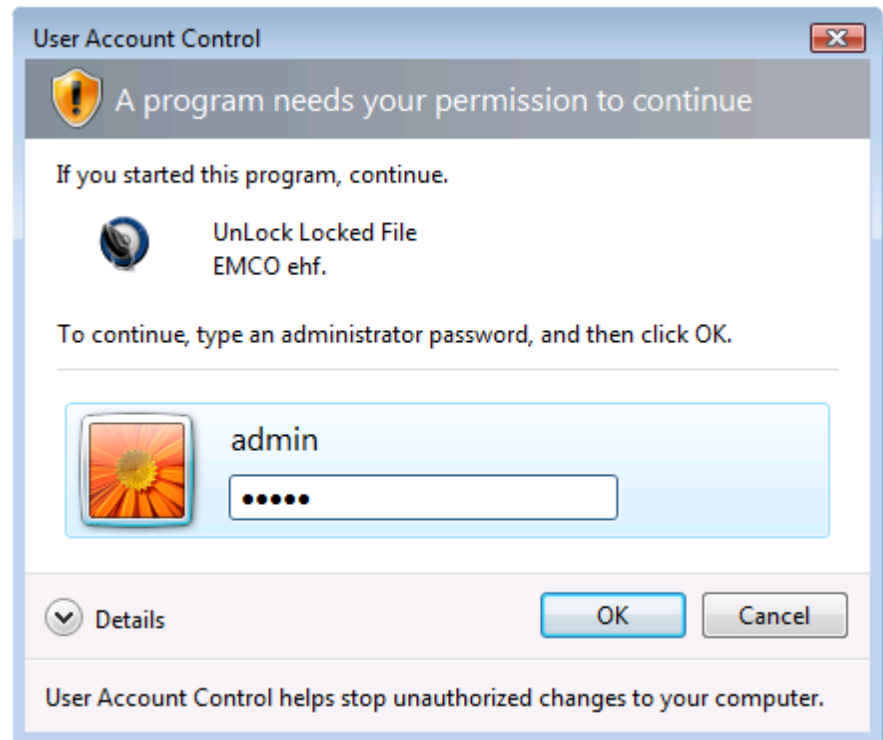 User Account Control
A program needs your permission to continue
If you started this program, continue.
UnLock Locked File
EMCO ehf.
To continue, type an administrator password, and then click OK.
admin
●●●●●
Details
OK
Cancel
User Account Control helps stop unauthorized changes to your computer.